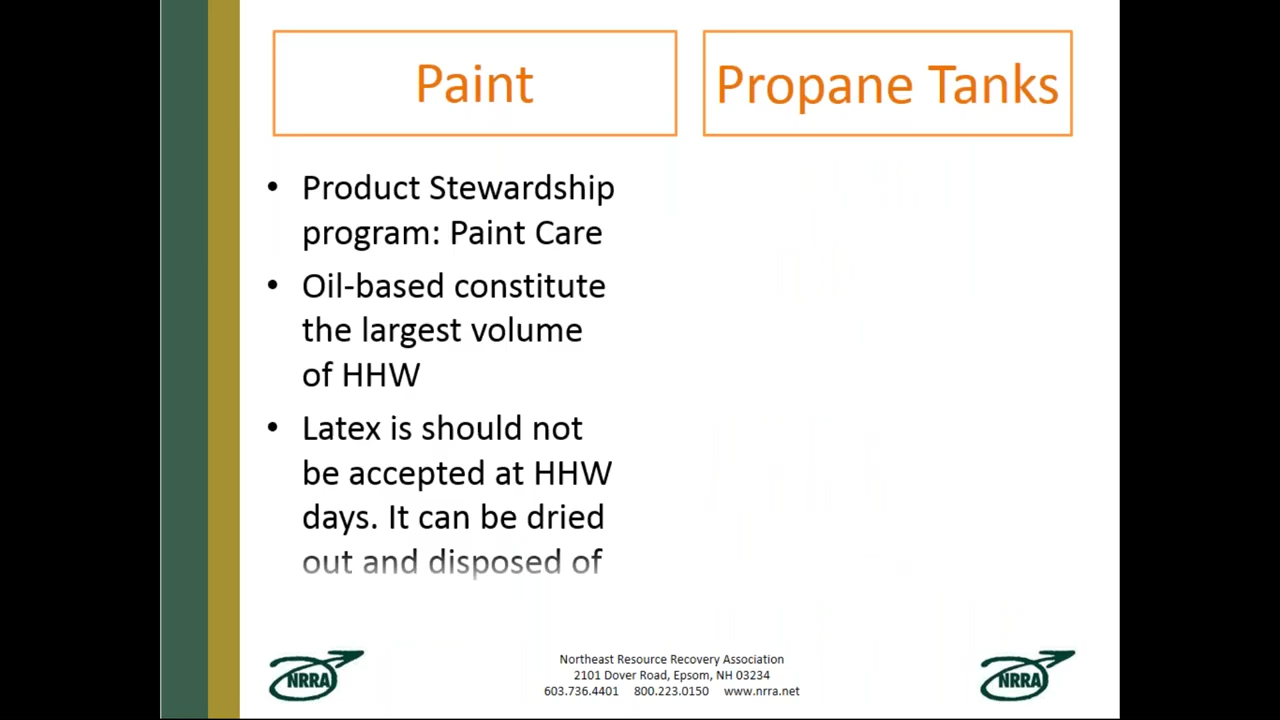 Paint
Propane Tanks
• Product Stewardship
program: Paint Care
• Oil-based constitute
the largest volume
of HHW
• Latex is should not
be accepted at HHW
days. It can be dried
out and disposed of
NRRA
Northeast Resource Recovery Association
2101 Dover Road, Epsom, NH 03234
603.736.4401 800.223.0150 www.nrra.net
NRRA